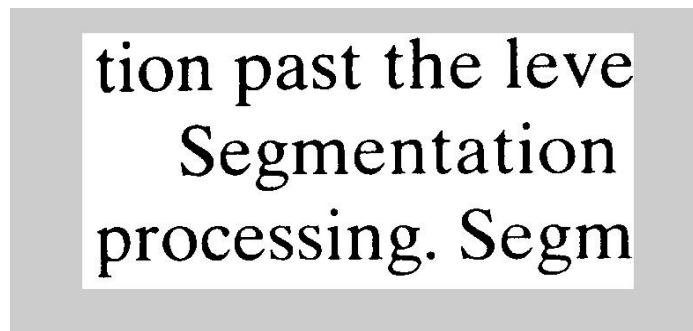 tion past the leve
Segmentation
processing. Segm